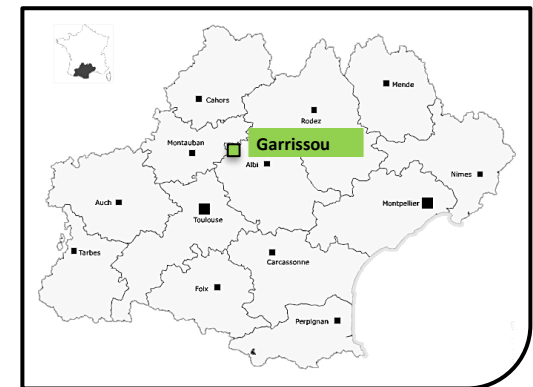 Mende
Cahors
Rodez
Garrissou
Montauban
Albi
Nimes
Auch
Montpellier
Toulouse
Tarbes
Carcassonne
Foix
Perpignan